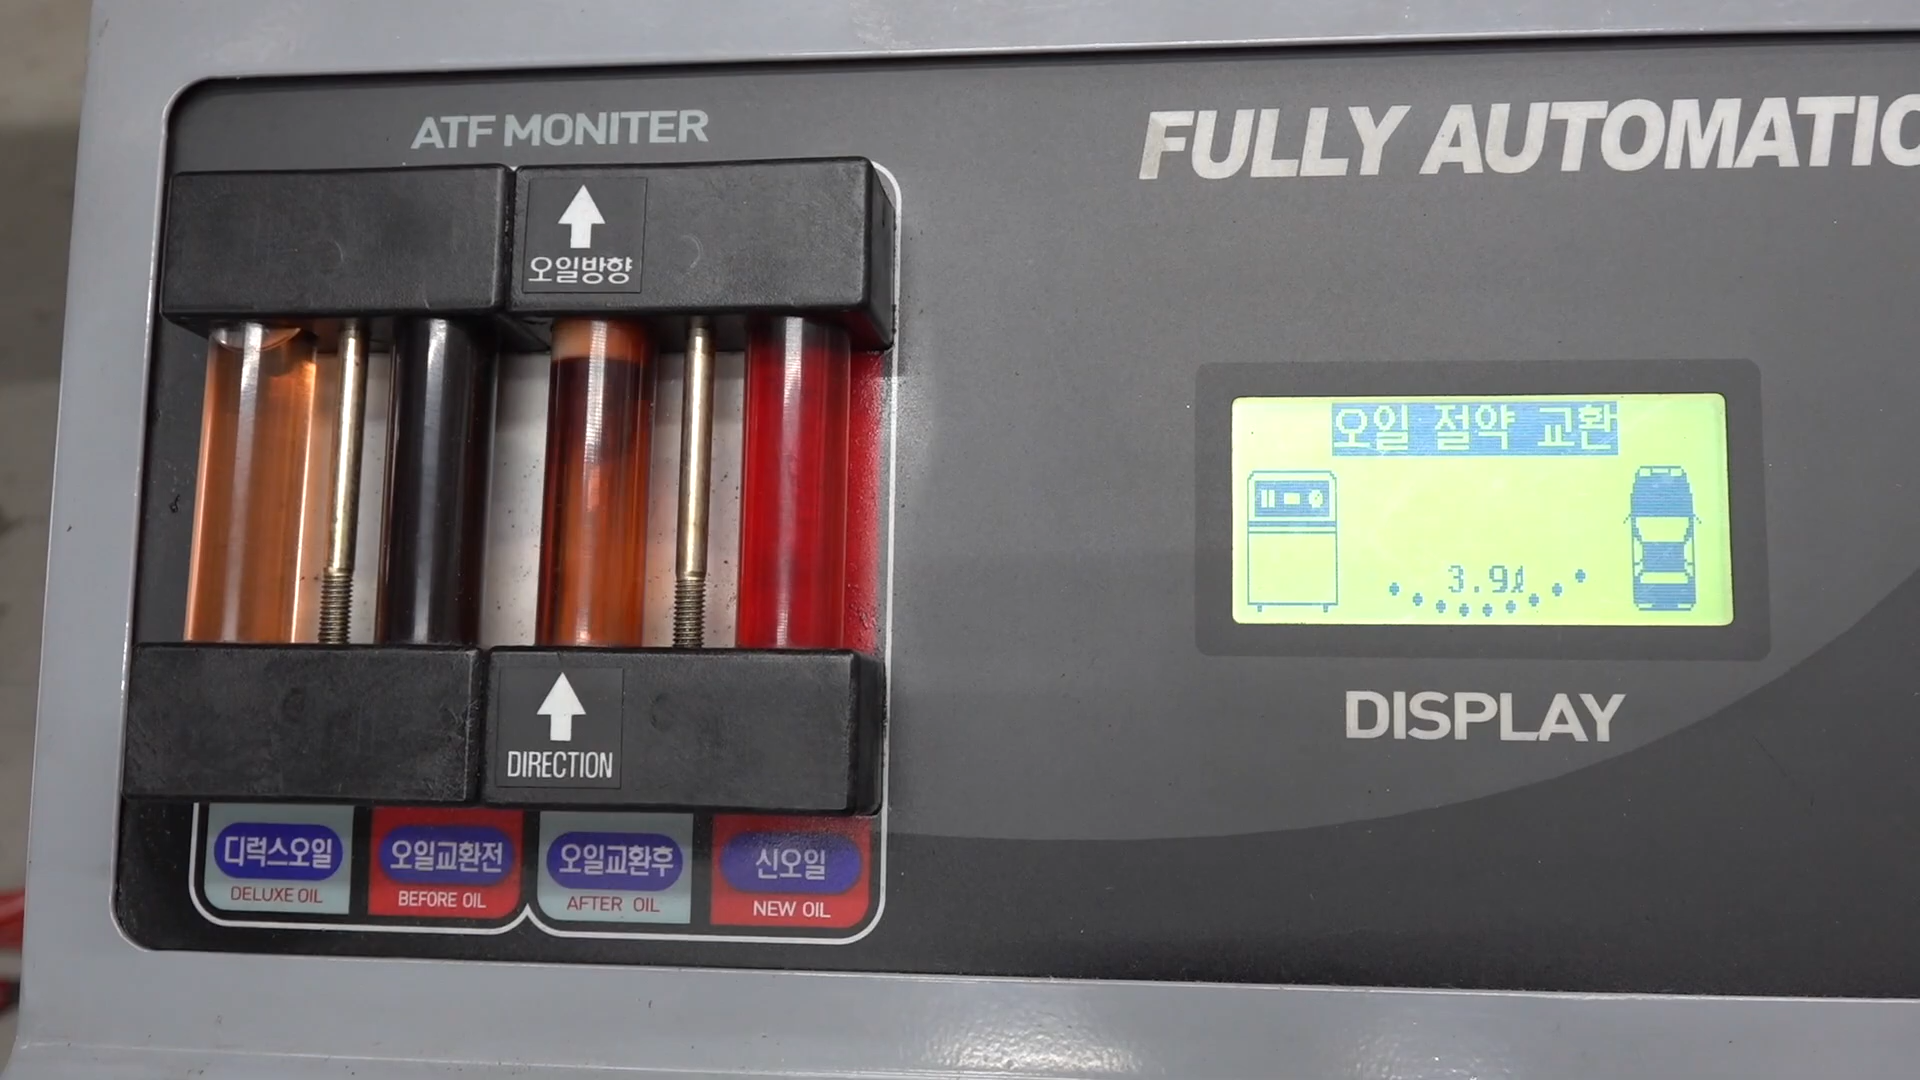 ATF MONITER
오일방향
DIRECTION
디럭스오일
DELUXE OIL
오일교환전
BEFORE OIL
오일교환후
AFTER OIL
신오일
NEW OIL
FULLY AUTOMATIC
오일 절약 교환
3.9ℓ
DISPLAY